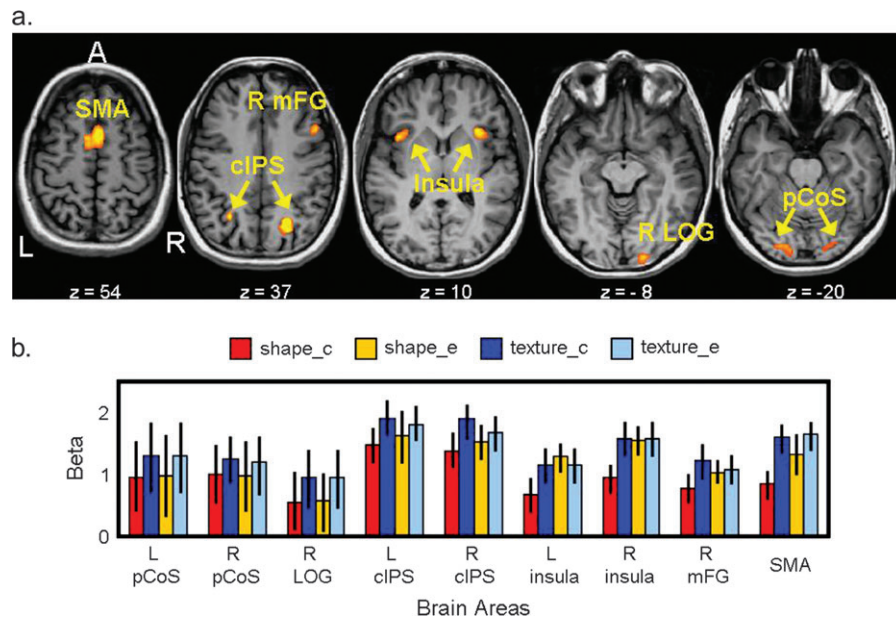 a.
A
SMA
R mFG
cIPS
Insula
R LOG
pCoS
L
R
z = 54
z = 37
z = 10
z = - 8
z = -20
b.
shape_c shape_e texture_c texture_e
2
1
0
Beta
L R R L R L R R
pCoS pCoS LOG cIPS cIPS insula insula mFG SMA
Brain Areas